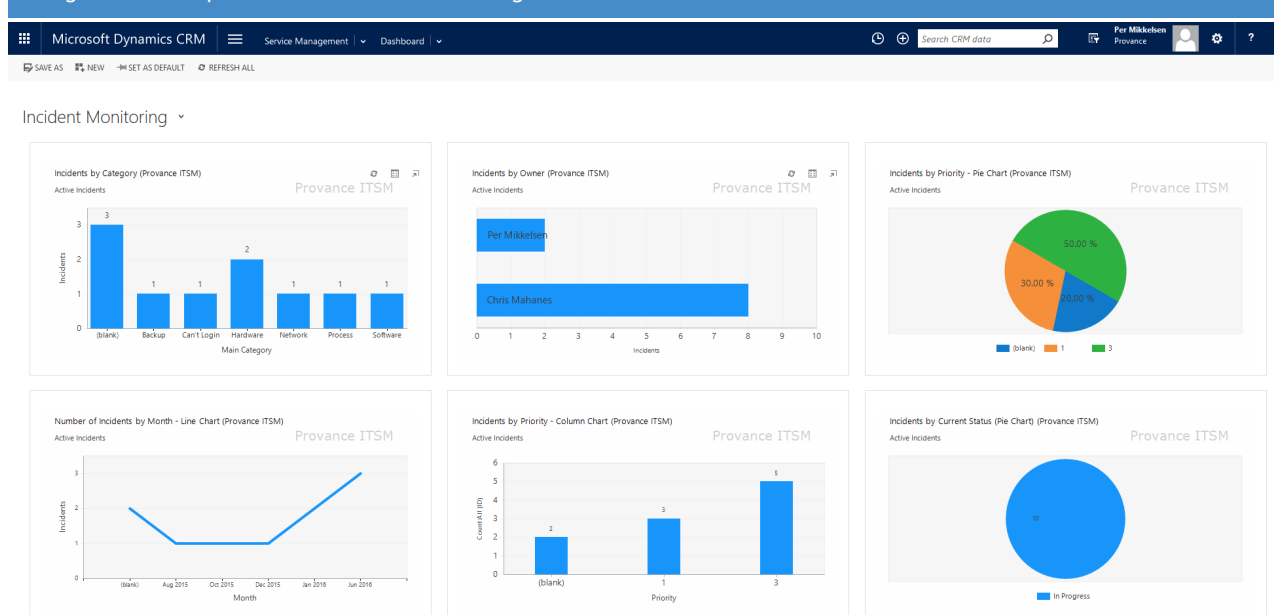 Microsoft Dynamics CRM Service Management Dashboard Search CRM data Per Mikkelsen Provance ?
SAVE AS NEW SET AS DEFAULT REFRESH ALL
Incident Monitoring
Incidents by Category (Provance ITSM)
Active Incidents
Provance ITSM
3
2
1
0
Incidents
3
1
1
2
1
1
1
(blank) Backup Can't Login Hardware Network Process Software
Main Category
Incidents by Owner (Provance ITSM)
Active Incidents
Provance ITSM
Per Mikkelsen
Chris Mahanes
0 1 2 3 4 5 6 7 8 9 10
Incidents
Incidents by Priority - Pie Chart (Provance ITSM)
Active Incidents
Provance ITSM
50.00 %
30.00 %
20.00 %
(blank) 1 3
Number of Incidents by Month - Line Chart (Provance ITSM)
Active Incidents
Provance ITSM
3
2
1
0
Incidents
(blank) Aug 2015 Oct 2015 Dec 2015 Jan 2016 Jun 2016
Month
Incidents by Priority - Column Chart (Provance ITSM)
Active Incidents
Provance ITSM
6
5
4
3
2
1
0
Count:All (ID)
2
3
5
(blank) 1 3
Priority
Incidents by Current Status (Pie Chart) (Provance ITSM)
Active Incidents
Provance ITSM
10
In Progress